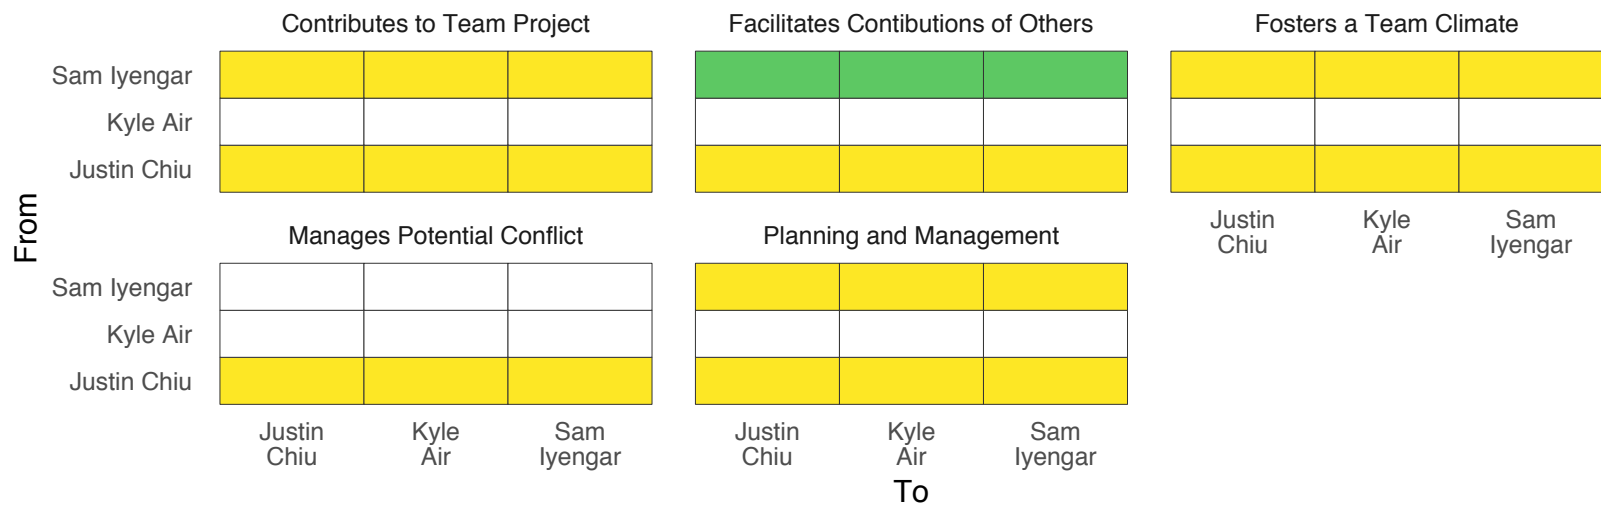 Contributes to Team Project
Facilitates Contibutions of Others
Fosters a Team Climate
Sam Iyengar
Kyle Air
Justin Chiu
From
Justin
Chiu
Kyle
Air
Sam
Iyengar
Manages Potential Conflict
Planning and Management
Sam Iyengar
Kyle Air
Justin Chiu
Justin
Chiu
Kyle
Air
Sam
Iyengar
Justin
Chiu
Kyle
Air
Sam
Iyengar
To